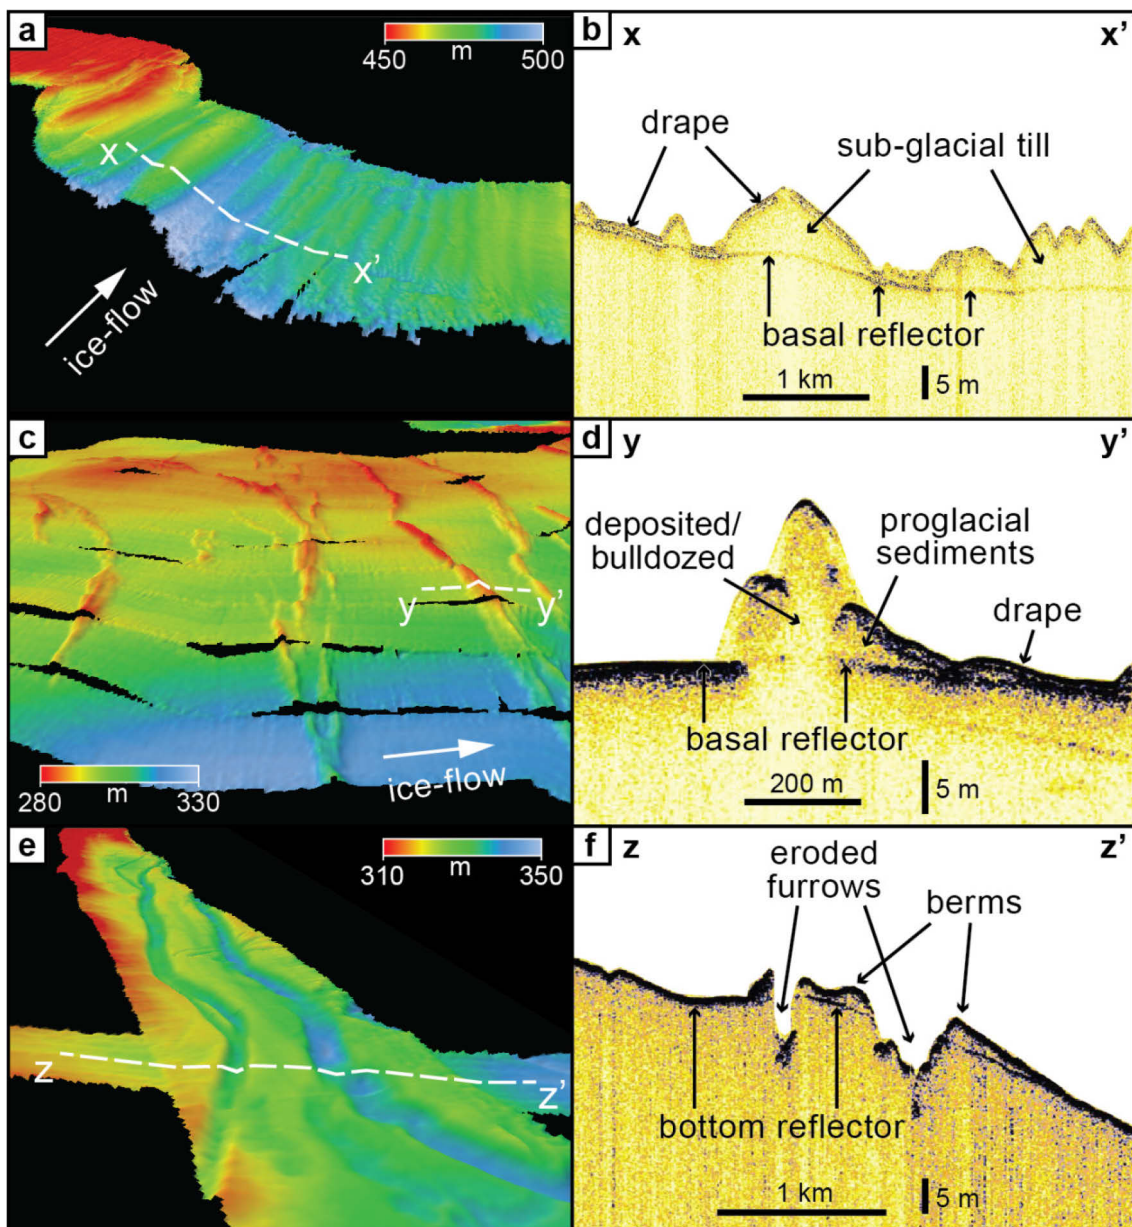 a
450
m
500
x
x'
ice-flow
b
x
x'
drape
sub-glacial till
basal reflector
1 km
5 m
c
y
y'
280
m
330
ice-flow
d
y
y'
deposited/
bulldozed
proglacial
sediments
drape
basal reflector
200 m
5 m
e
310
m
350
z
z'
f
z
z'
eroded
furrows
berms
bottom reflector
1 km
5 m